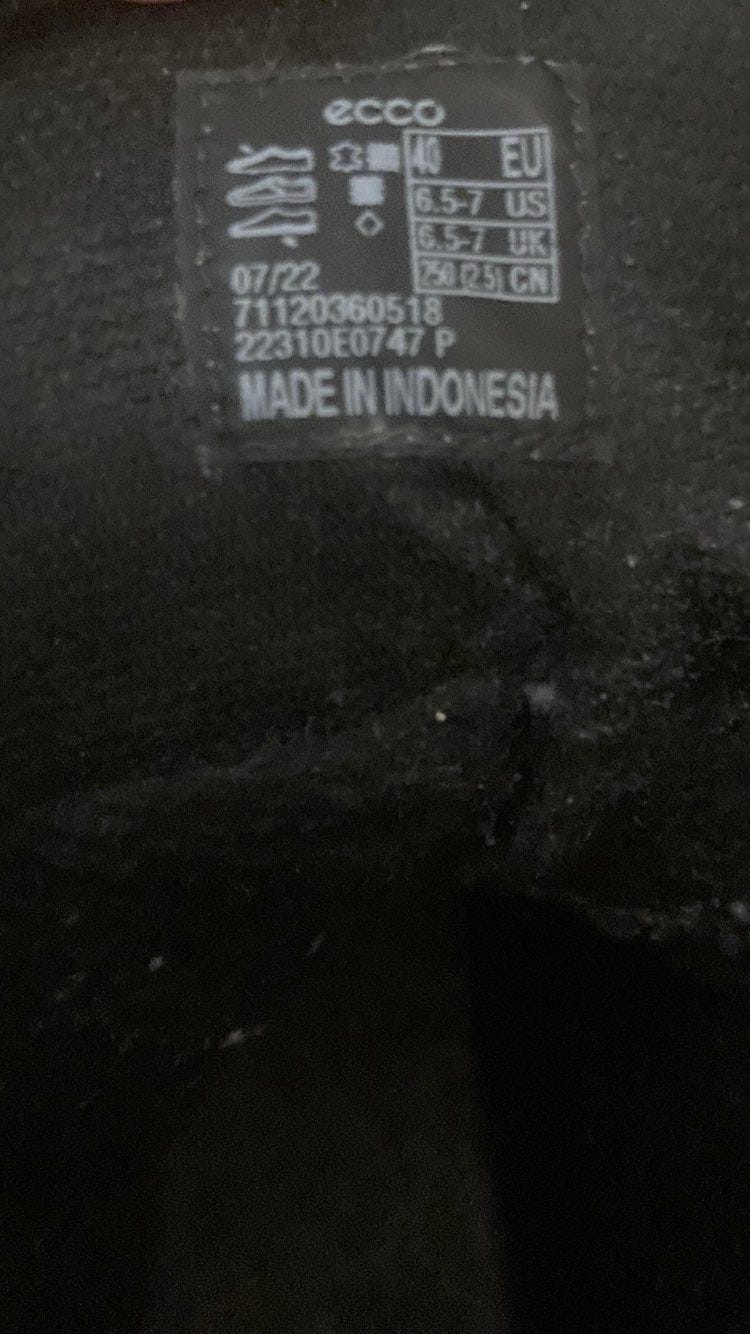 ecco
40 EU
6.5-7 US
6.5-7 UK
250 (2.5) CN
07/22
71120360518
22310E0747 P
MADE IN INDONESIA